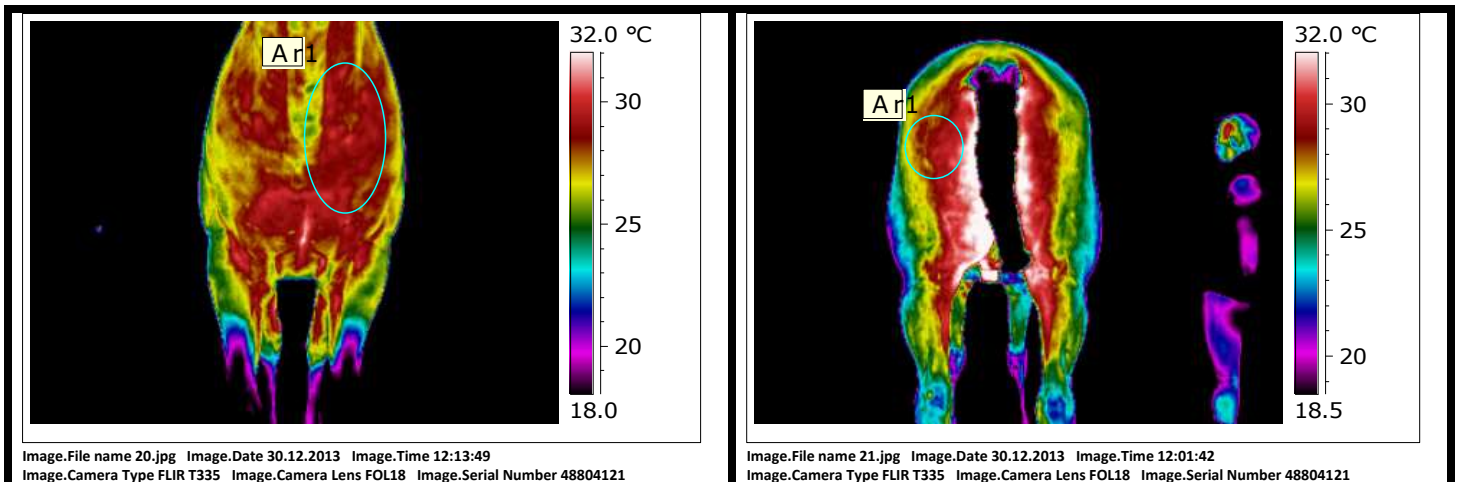 Ar1
32.0 °C
30
25
20
18.0
Image.File name 20.jpg Image.Date 30.12.2013 Image.Time 12:13:49
Image.Camera Type FLIR T335 Image.Camera Lens FOL18 Image.Serial Number 48804121
Ar1
32.0 °C
30
25
20
18.5
Image.File name 21.jpg Image.Date 30.12.2013 Image.Time 12:01:42
Image.Camera Type FLIR T335 Image.Camera Lens FOL18 Image.Serial Number 48804121